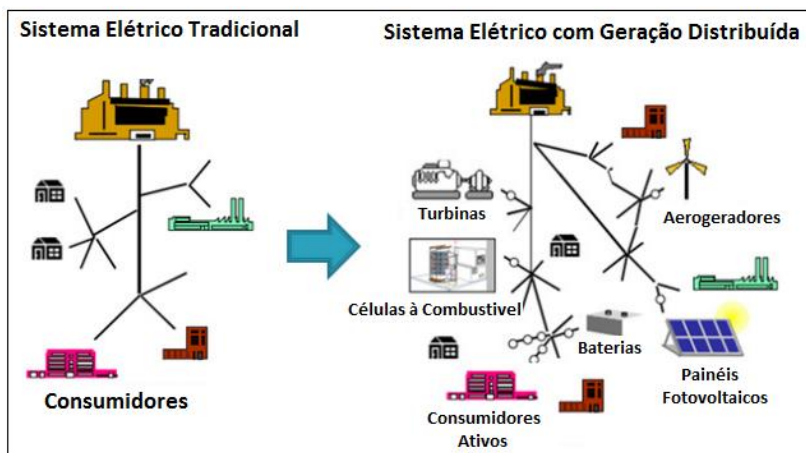 Sistema Elétrico Tradicional
Sistema Elétrico com Geração Distribuída
Turbinas
Aerogeradores
Células à Combustivel
Baterias
Painéis
Fotovoltaicos
Consumidores
Consumidores
Ativos